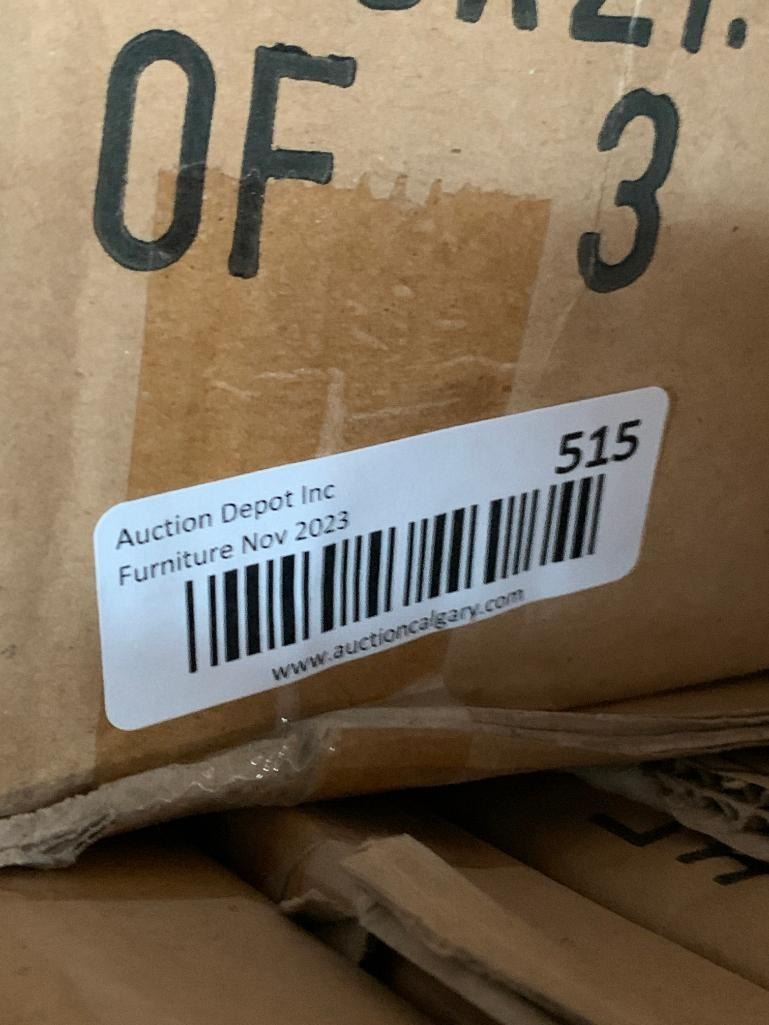 OF 3
515
Auction Depot Inc
Furniture Nov 2023
www.auctioncalgary.com